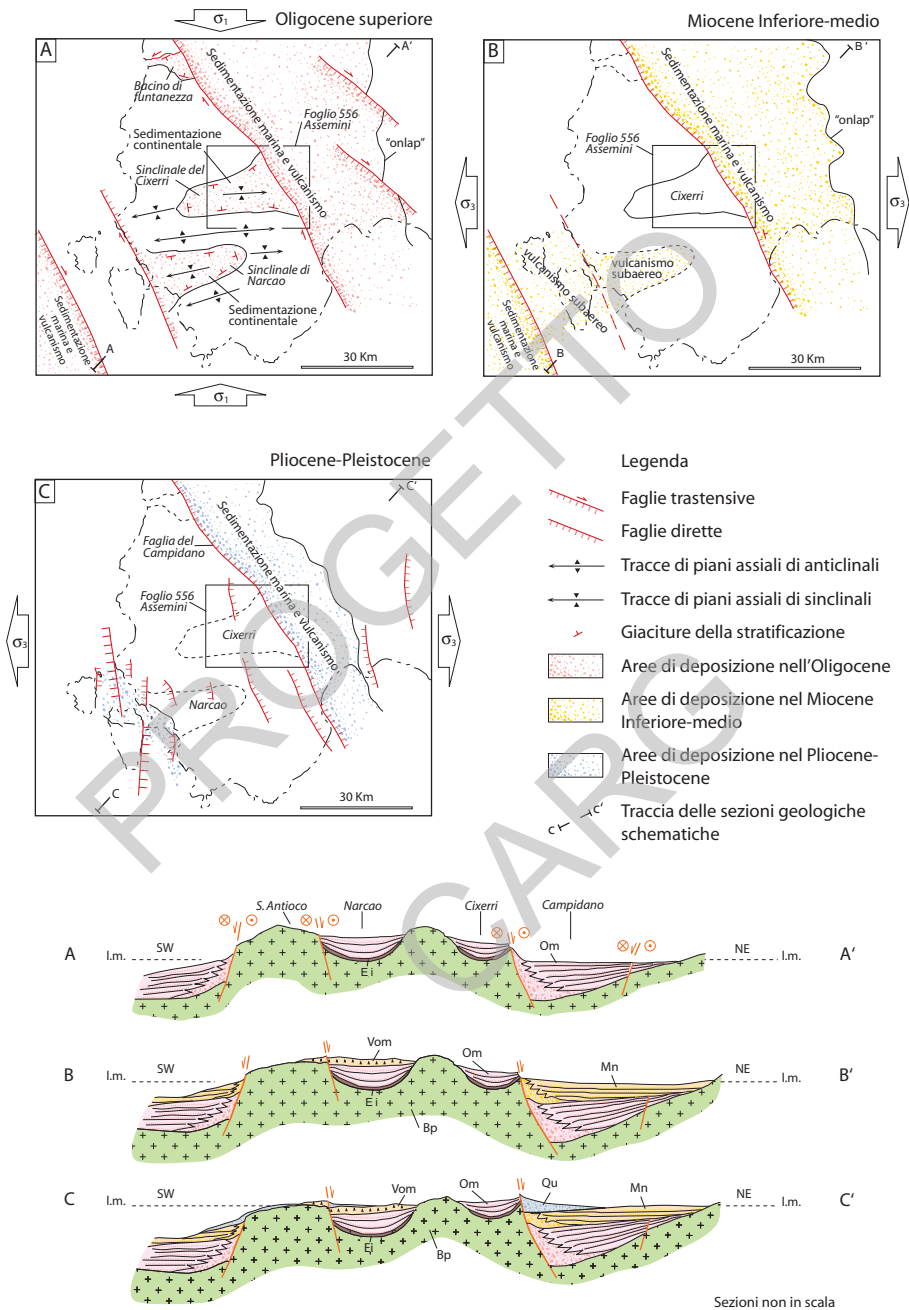 σ1
Oligocene superiore
A
A'
Bacino di
funtanezza
Sedimentazione marina e vulcanismo
Foglio 556
Assemini
Sedimentazione
continentale
"onlap"
Sinclinale del
Cixerri
Sinclinale di
Narcao
Sedimentazione
continentale
Sedimentazione
marina e
vulcanismo
A
30 Km
σ1
Miocene Inferiore-medio
B
B'
Sedimentazione marina e vulcanismo
"onlap"
Foglio 556
Assemini
Cixerri
σ3
σ3
vulcanismo
subaereo
vulcanismo subaereo
Sedimentazione
marina e
vulcanismo
B
30 Km
Pliocene-Pleistocene
C
C'
Faglia del
Campidano
Sedimentazione marina e vulcanismo
Foglio 556
Assemini
Cixerri
σ3
σ3
Narcao
C
30 Km
Legenda
Faglie trastensive
Faglie dirette
Tracce di piani assiali di anticlinali
Tracce di piani assiali di sinclinali
Giaciture della stratificazione
Aree di deposizione nell'Oligocene
Aree di deposizione nel Miocene
Inferiore-medio
Aree di deposizione nel Pliocene-
Pleistocene
c c'
Traccia delle sezioni geologiche
schematiche
PROGETTO
CARG
S. Antioco Narcao Cixerri Campidano
A l.m. SW Om NE l.m. A'
E i
Vom Om Mn
B l.m. SW NE l.m. B'
E i
Bp
Vom Om Qu Mn
C l.m. SW NE l.m. C'
Ei
Bp
Sezioni non in scala